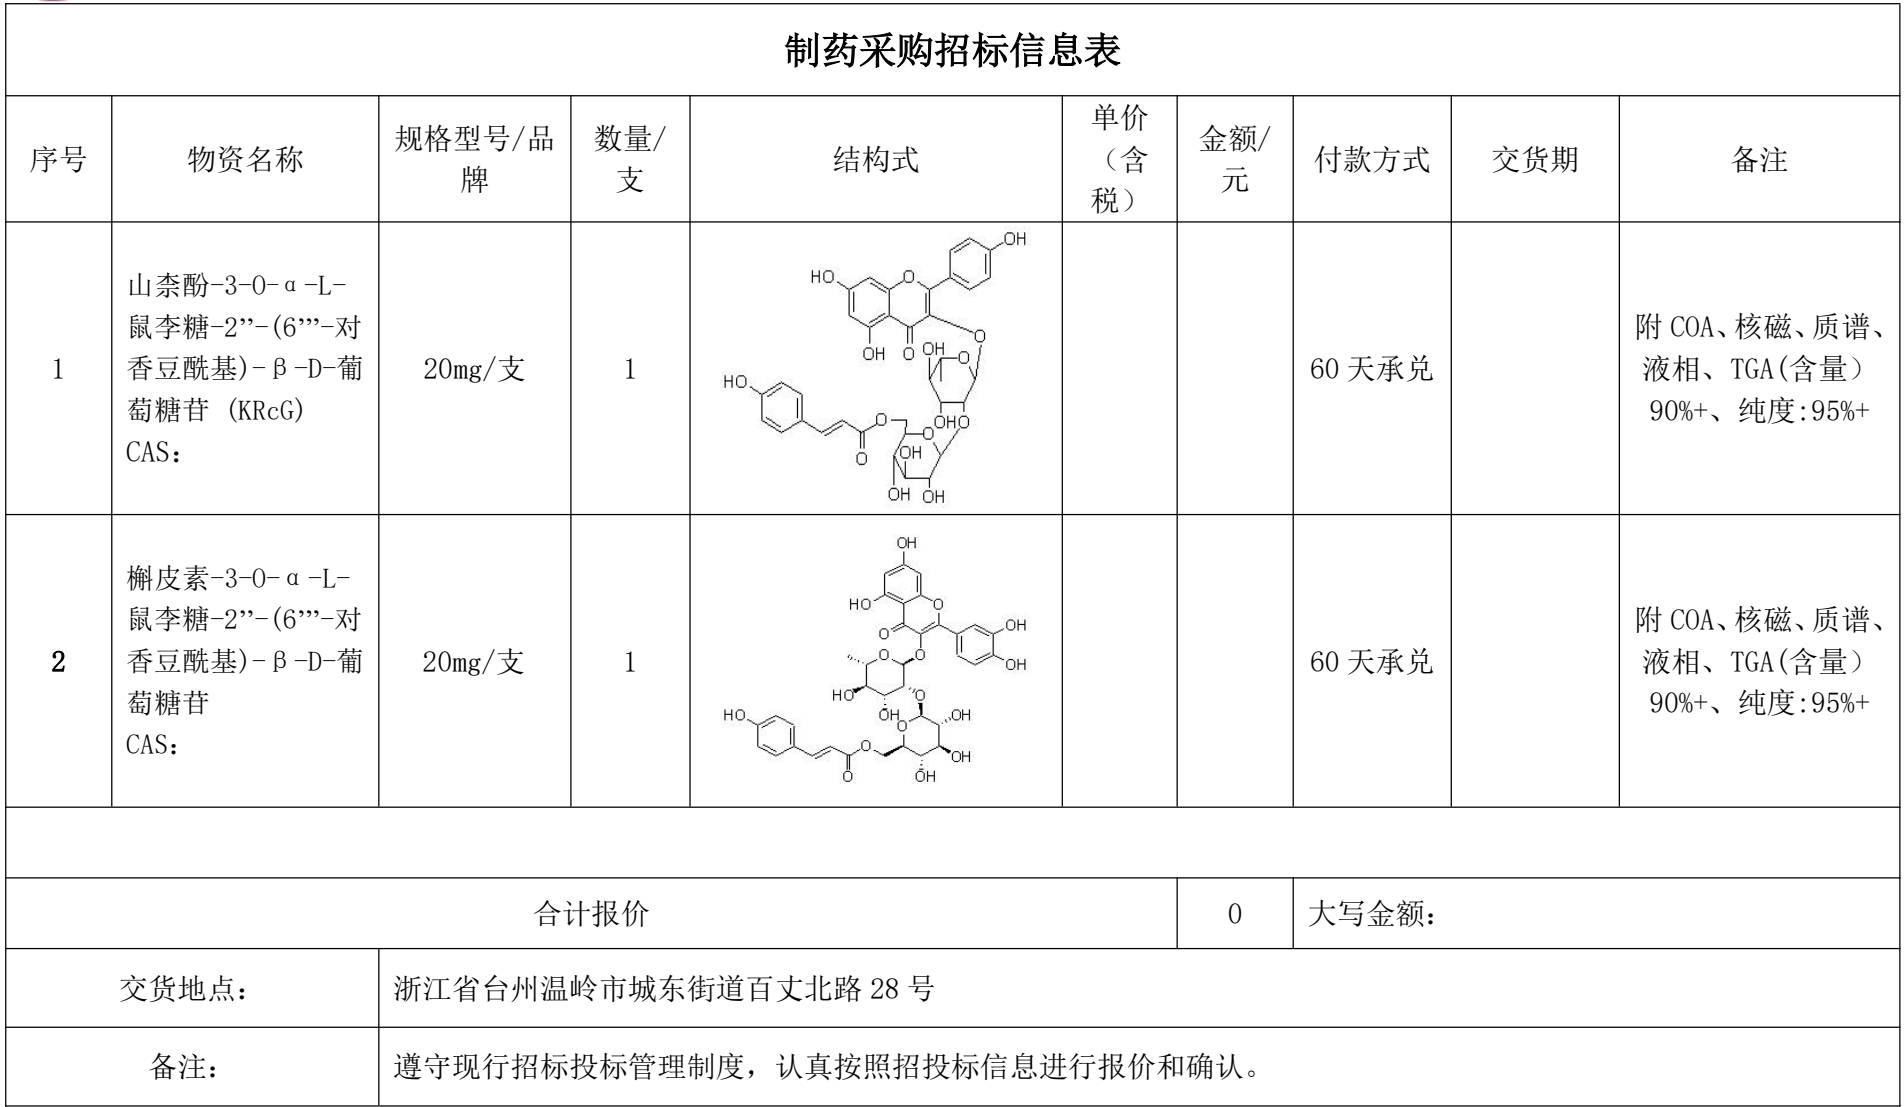 制药采购招标信息表
序号
物资名称
规格型号/品
牌
数量/
支
结构式
单价
（含
税）
金额/
元
付款方式
交货期
备注
1
山柰酚-3-O-α-L-
鼠李糖-2”-(6”’-对
香豆酰基)-β-D-葡
萄糖苷 (KRcG)
CAS：
20mg/支
1
OH
HO
O
OH
O
O
OH
O
HO
O
O
OH
OH
O
O
OH
O
OH
OH
60 天承兑
附 COA、核磁、质谱、
液相、TGA(含量）
90%+、纯度:95%+
2
槲皮素-3-O-α-L-
鼠李糖-2”-(6”’-对
香豆酰基)-β-D-葡
萄糖苷
CAS：
20mg/支
1
OH
HO
O
O
OH
O
O
OH
HO
O
OH
HO
O
OH
O
OH
O
OH
60 天承兑
附 COA、核磁、质谱、
液相、TGA(含量）
90%+、纯度:95%+
合计报价
0
大写金额：
交货地点：
浙江省台州温岭市城东街道百丈北路 28 号
备注：
遵守现行招标投标管理制度，认真按照招投标信息进行报价和确认。